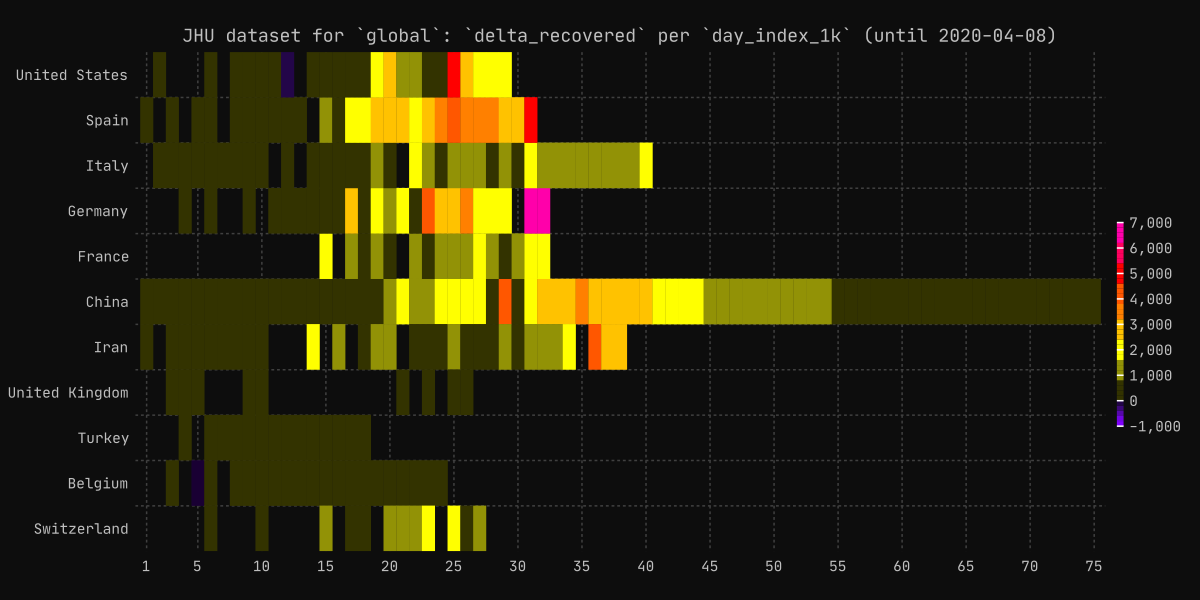 JHU dataset for `global`: `delta_recovered` per `day_index_1k` (until 2020-04-08)
United States
Spain
Italy
Germany
France
China
Iran
United Kingdom
Turkey
Belgium
Switzerland
7,000
6,000
5,000
4,000
3,000
2,000
1,000
0
-1,000
1 5 10 15 20 25 30 35 40 45 50 55 60 65 70 75